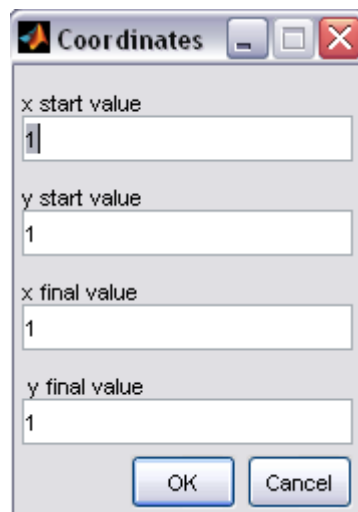 Coordinates
x start value
1
y start value
1
x final value
1
y final value
1
OK Cancel